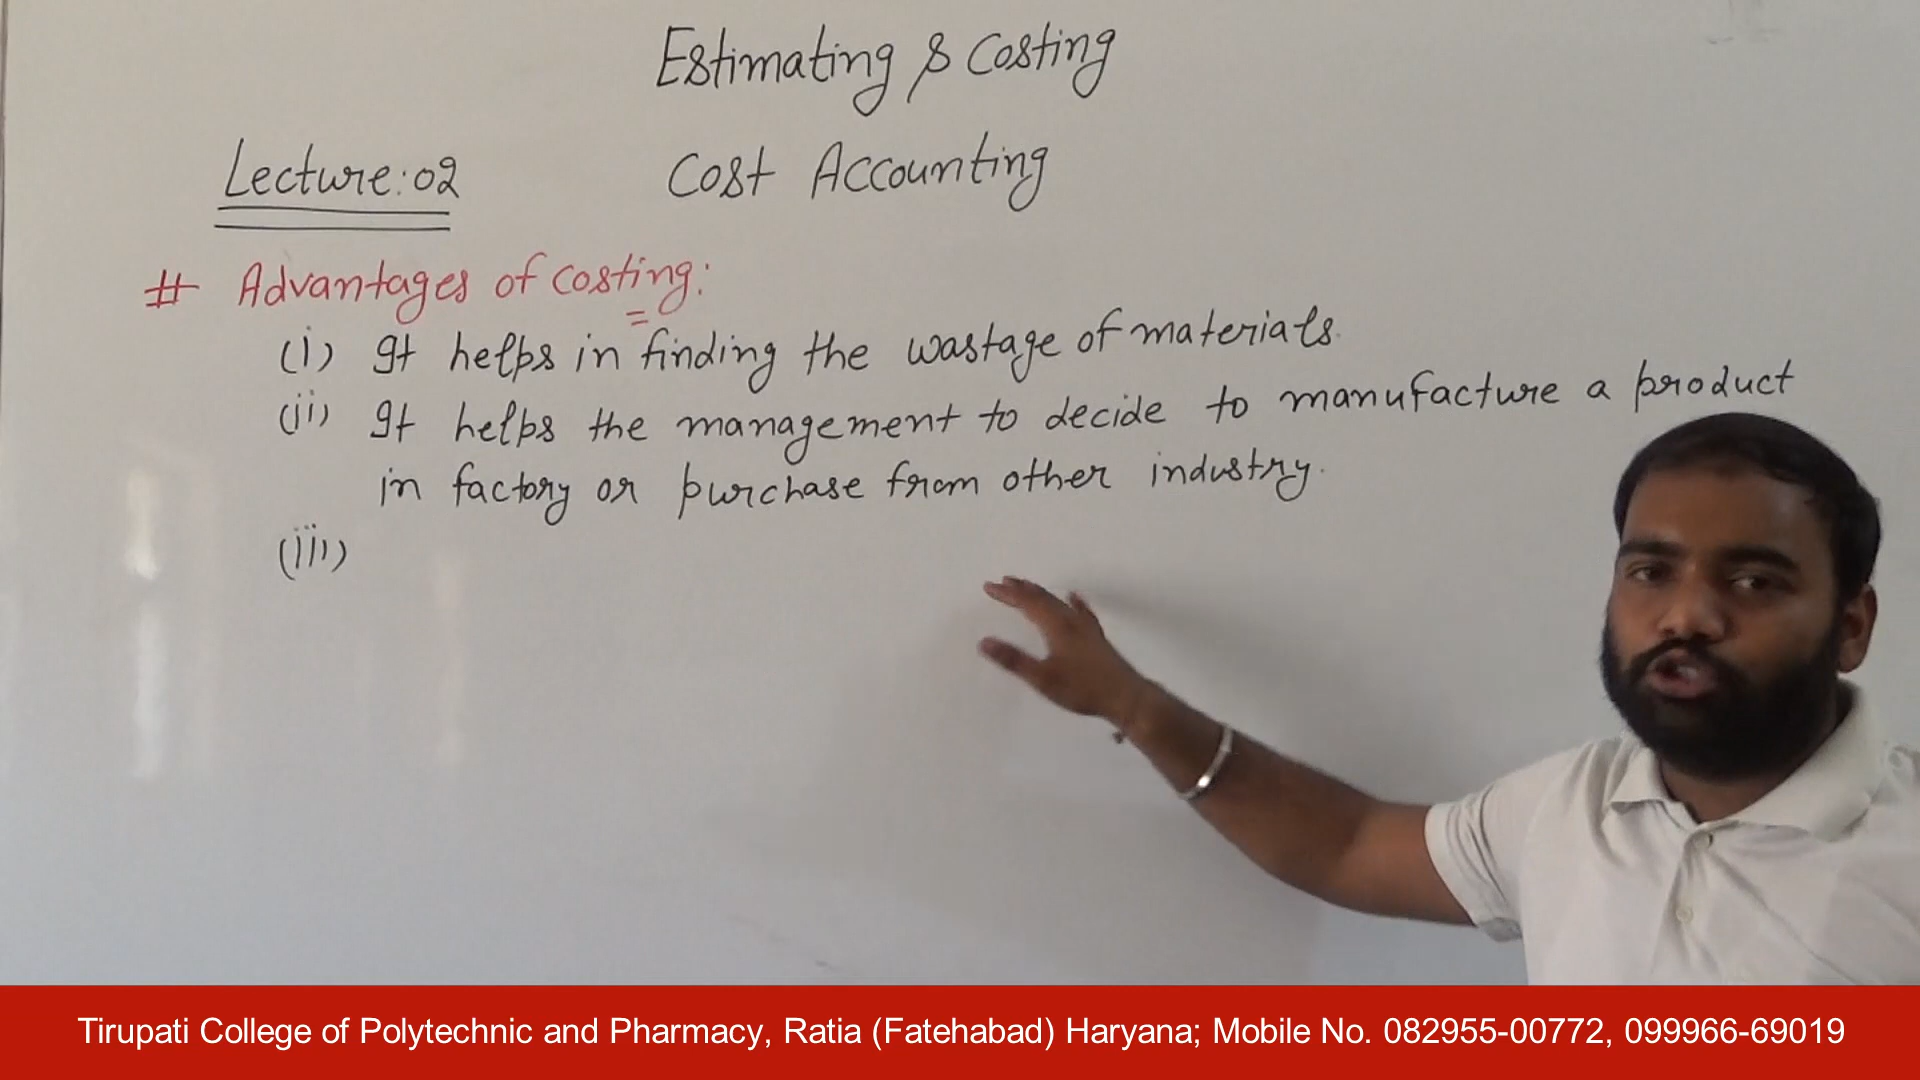 Estimating & Costing
Lecture:02 Cost Accounting
# Advantages of costing:
(i) It helps in finding the wastage of materials.
(ii) It helps the management to decide to manufacture a product
in factory or purchase from other industry.
(iii)
Tirupati College of Polytechnic and Pharmacy, Ratia (Fatehabad) Haryana; Mobile No. 082955-00772, 099966-69019